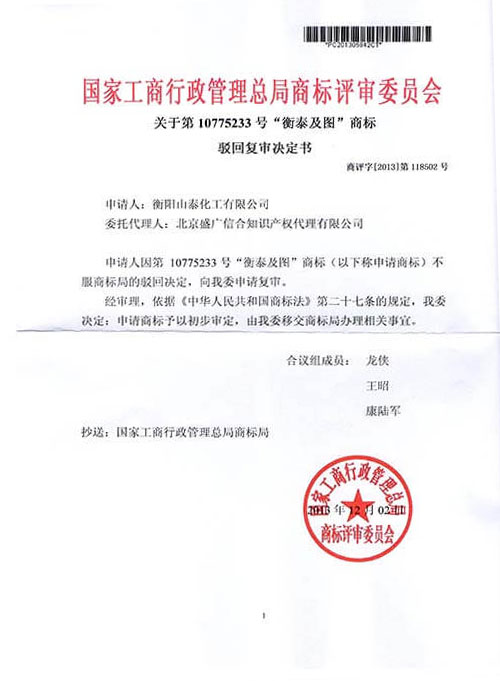 *PC201305642CT*
国家工商行政管理总局商标评审委员会
关于第 10775233 号“衡泰及图”商标
驳回复审决定书
商评字[2013]第 118502 号
申请人：衡阳山泰化工有限公司
委托代理人：北京盛广信合知识产权代理有限公司
申请人因第 10775233 号“衡泰及图”商标（以下称申请商标）不
服商标局的驳回决定，向我委申请复审。
经审理，依据《中华人民共和国商标法》第二十七条的规定，我委
决定：申请商标予以初步审定，由我委移交商标局办理相关事宜。
合议组成员： 龙侠
王昭
康陆军
抄送：国家工商行政管理总局商标局
国家工商行政管理总局
2013 年 12 月 02 日
商标评审委员会
1